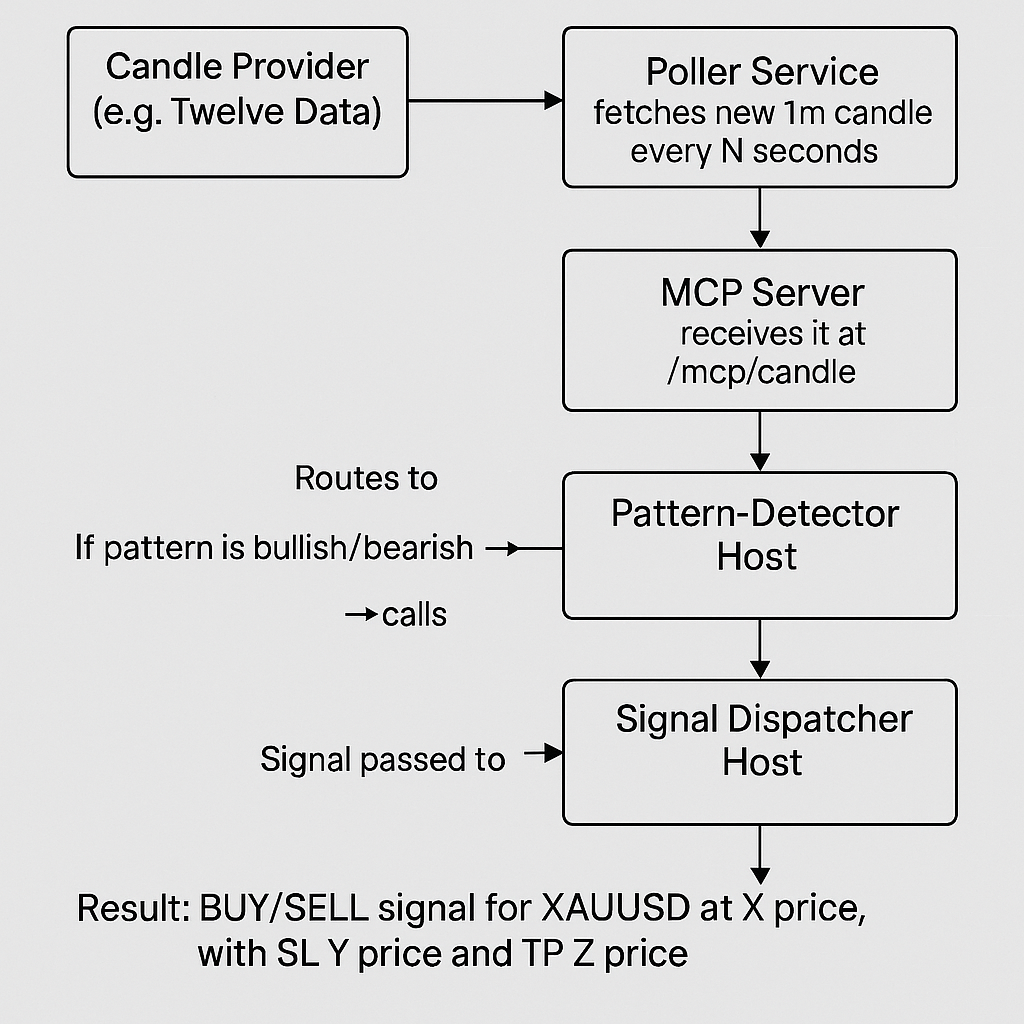 Candle Provider
(e.g. Twelve Data)
Poller Service
fetches new 1m candle
every N seconds
MCP Server
receives it at
/mcp/candle
Routes to
If pattern is bullish/bearish
calls
Pattern-Detector
Host
Signal Dispatcher
Host
Signal passed to
Result: BUY/SELL signal for XAUUSD at X price,
with SL Y price and TP Z price